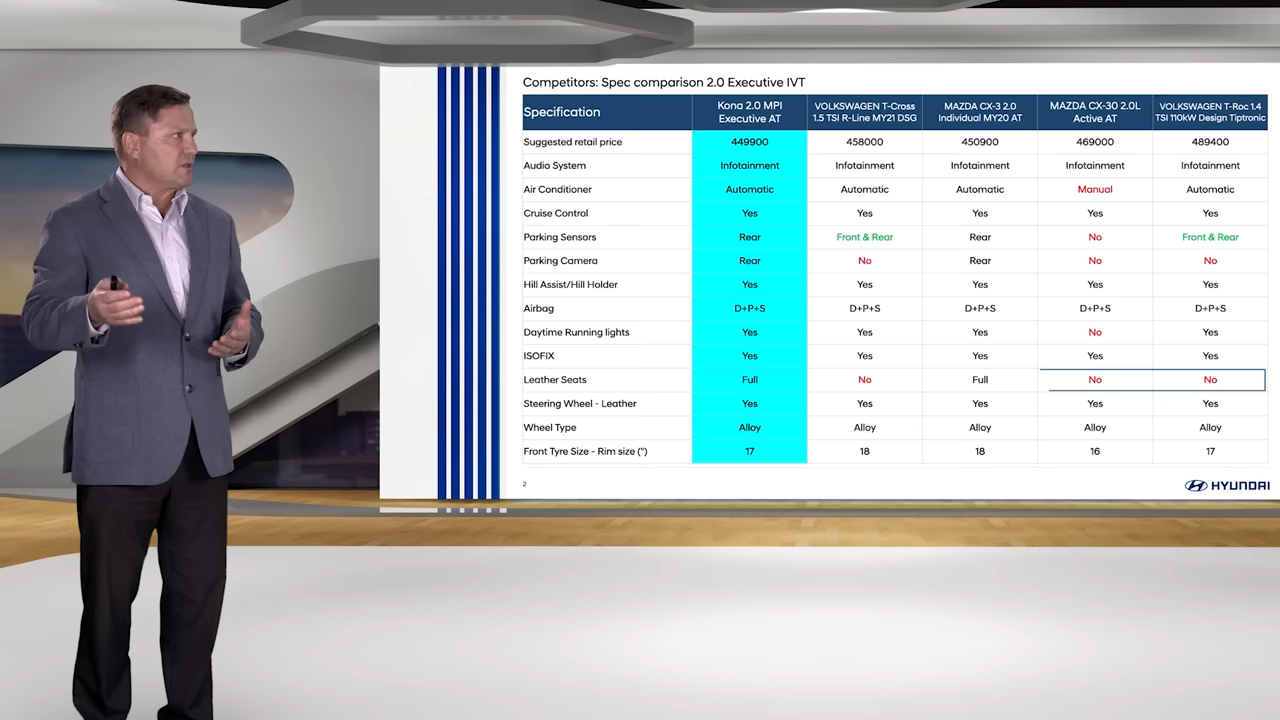 Competitors: Spec comparison 2.0 Executive IVT
Specification Kona 2.0 MPI Executive AT VOLKSWAGEN T-Cross 1.5 TSI R-Line MY21 DSG MAZDA CX-3 2.0 Individual MY20 AT MAZDA CX-30 2.0L Active AT VOLKSWAGEN T-Roc 1.4 TSI 110kW Design Tiptronic
Suggested retail price 449900 458000 450900 469000 489400
Audio System Infotainment Infotainment Infotainment Infotainment Infotainment
Air Conditioner Automatic Automatic Automatic Manual Automatic
Cruise Control Yes Yes Yes Yes Yes
Parking Sensors Rear Front & Rear Rear No Front & Rear
Parking Camera Rear No Rear No No
Hill Assist/Hill Holder Yes Yes Yes Yes Yes
Airbag D+P+S D+P+S D+P+S D+P+S D+P+S
Daytime Running lights Yes Yes Yes No Yes
ISOFIX Yes Yes Yes Yes Yes
Leather Seats Full No Full No No
Steering Wheel - Leather Yes Yes Yes Yes Yes
Wheel Type Alloy Alloy Alloy Alloy Alloy
Front Tyre Size - Rim size (") 17 18 18 16 17
2
HYUNDAI